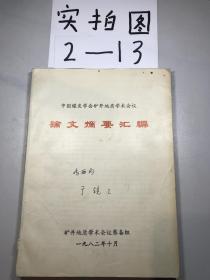 实拍图
2—13
中国煤炭学会矿井地质学术会议
论文摘要汇编
矿井地质学术会议筹备组
一九八二年十月